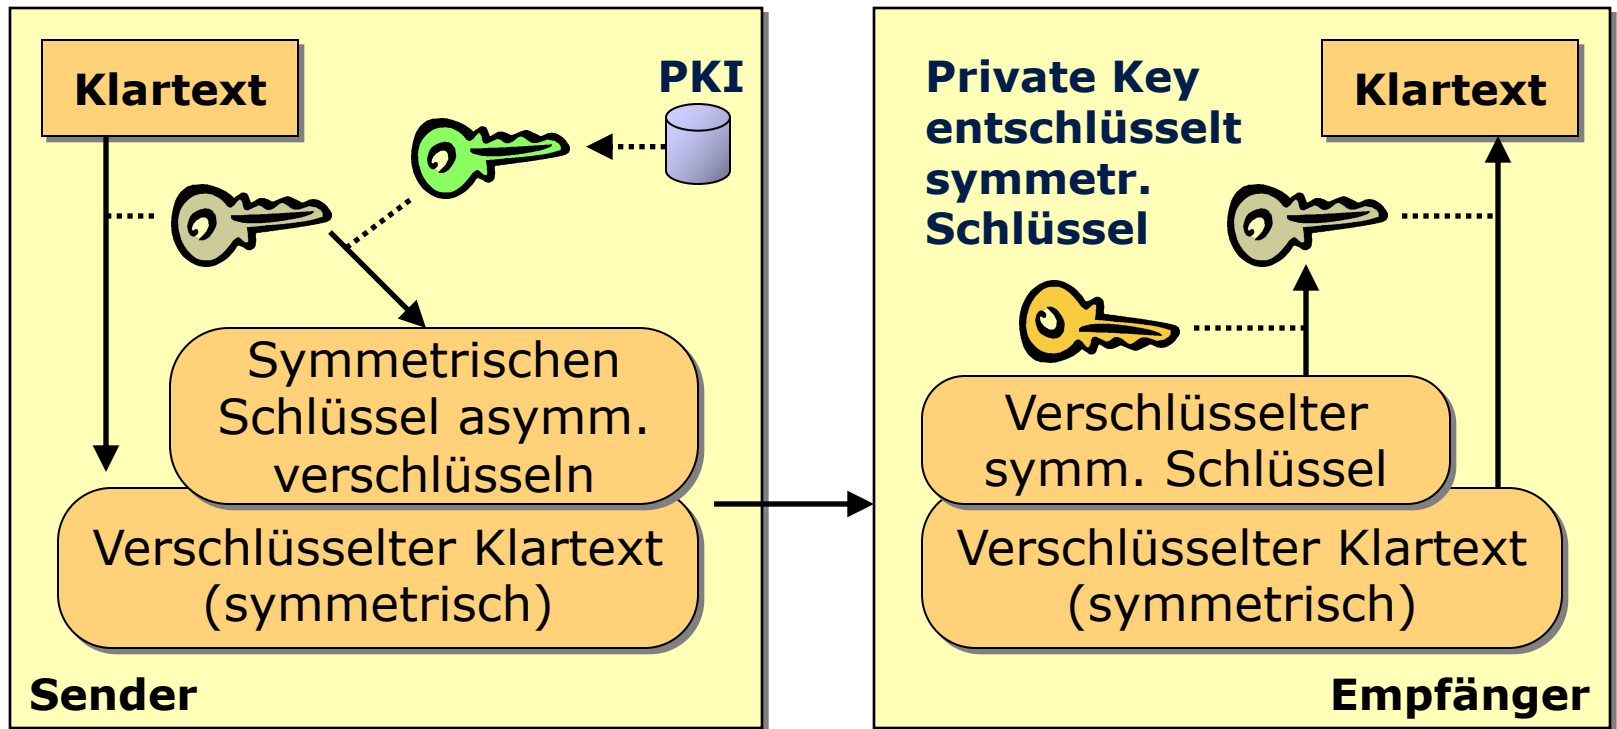 Klartext
PKI
Symmetrischen
Schlüssel asymm.
verschlüsseln
Verschlüsselter Klartext
(symmetrisch)
Sender
Private Key
entschlüsselt
symmetr.
Schlüssel
Klartext
Verschlüsselter
symm. Schlüssel
Verschlüsselter Klartext
(symmetrisch)
Empfänger